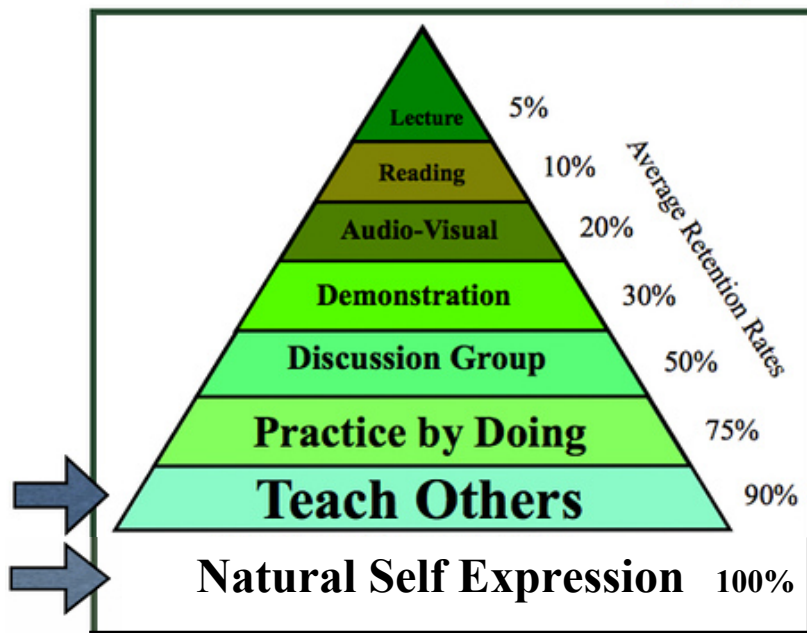 Lecture 5%
Reading 10%
Audio-Visual 20%
Demonstration 30%
Discussion Group 50%
Practice by Doing 75%
Teach Others 90%
Natural Self Expression 100%
Average Retention Rates